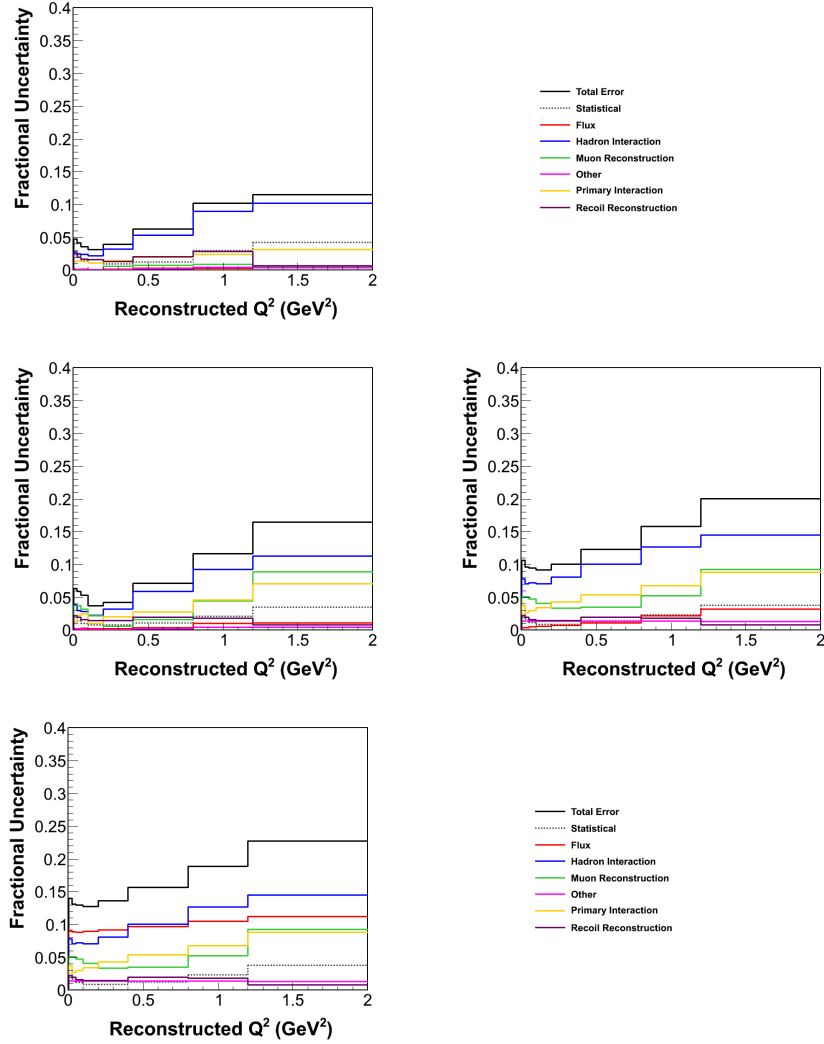 Fractional Uncertainty
0.4
0.35
0.3
0.25
0.2
0.15
0.1
0.05
0
0 0.5 1 1.5 2
Reconstructed Q² (GeV²)
Total Error
Statistical
Flux
Hadron Interaction
Muon Reconstruction
Other
Primary Interaction
Recoil Reconstruction
Fractional Uncertainty
0.4
0.35
0.3
0.25
0.2
0.15
0.1
0.05
0
0 0.5 1 1.5 2
Reconstructed Q² (GeV²)
Fractional Uncertainty
0.4
0.35
0.3
0.25
0.2
0.15
0.1
0.05
0
0 0.5 1 1.5 2
Reconstructed Q² (GeV²)
Fractional Uncertainty
0.4
0.35
0.3
0.25
0.2
0.15
0.1
0.05
0
0 0.5 1 1.5 2
Reconstructed Q² (GeV²)
Total Error
Statistical
Flux
Hadron Interaction
Muon Reconstruction
Other
Primary Interaction
Recoil Reconstruction